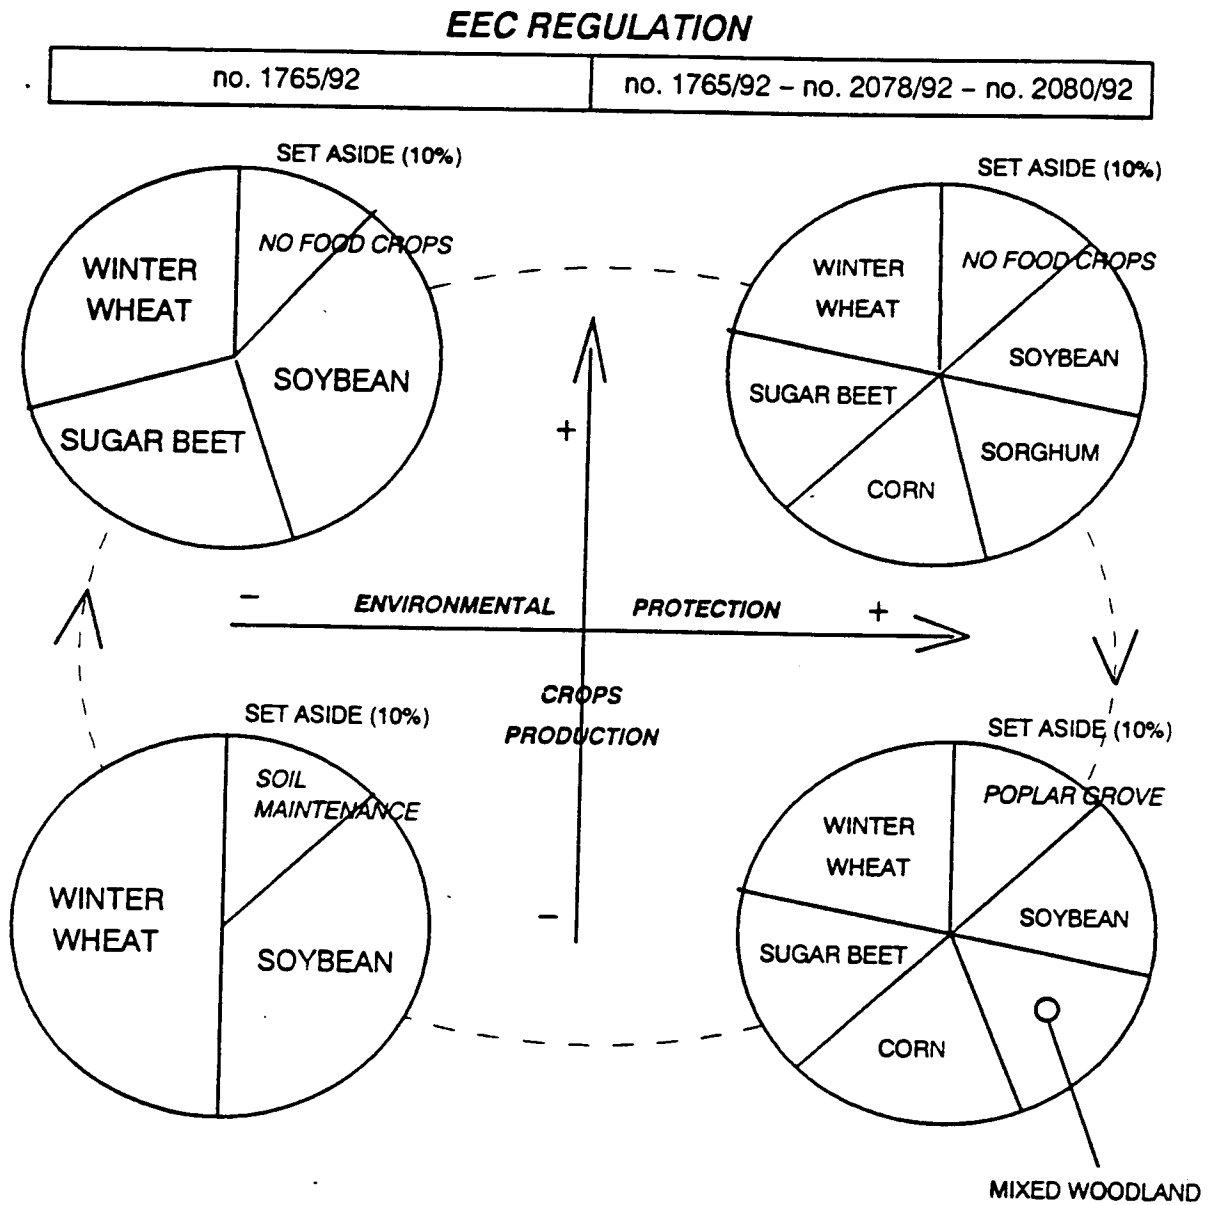 EEC REGULATION
no. 1765/92
no. 1765/92 – no. 2078/92 – no. 2080/92
SET ASIDE (10%)
NO FOOD CROPS
WINTER
WHEAT
SOYBEAN
SUGAR BEET
SET ASIDE (10%)
NO FOOD CROPS
WINTER
WHEAT
SOYBEAN
SUGAR BEET
SORGHUM
CORN
+
– ENVIRONMENTAL PROTECTION +
CROPS
PRODUCTION
–
SET ASIDE (10%)
SOIL
MAINTENANCE
WINTER
WHEAT
SOYBEAN
SET ASIDE (10%)
POPLAR GROVE
WINTER
WHEAT
SOYBEAN
SUGAR BEET
CORN
MIXED WOODLAND